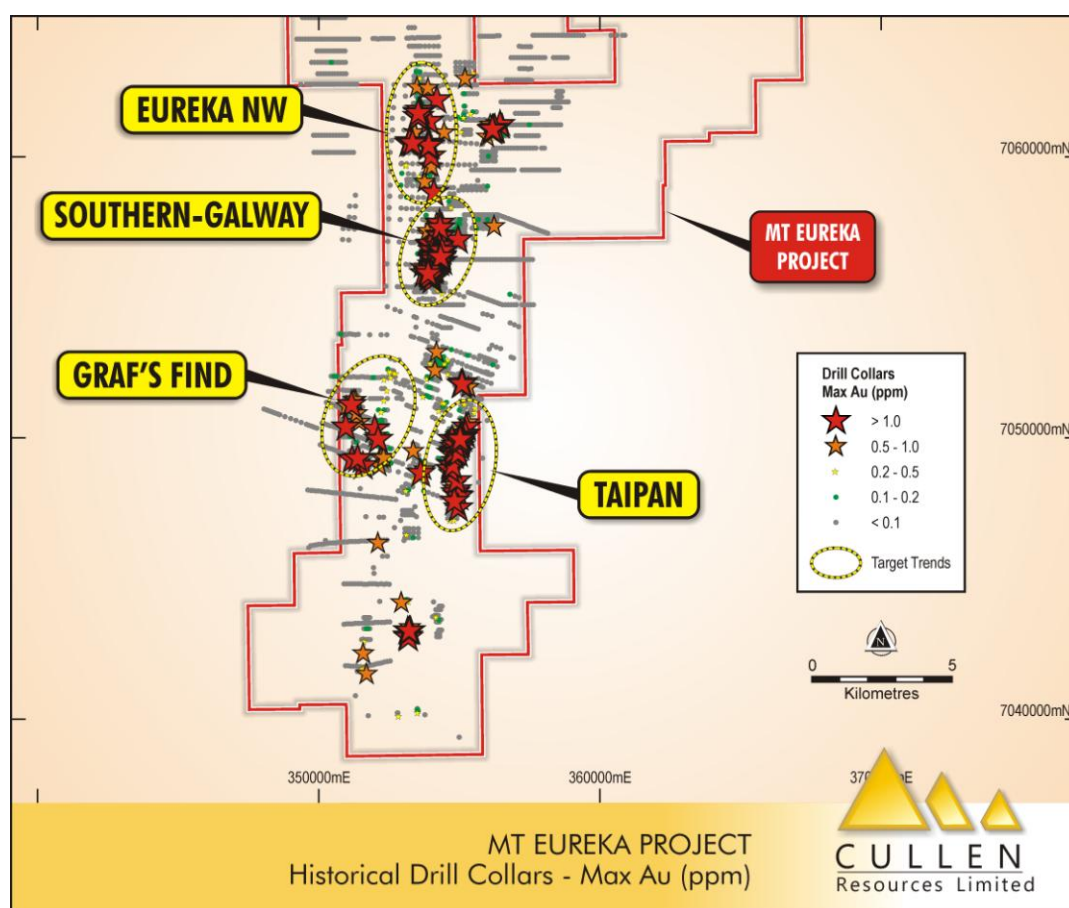 EUREKA NW
7060000mN
SOUTHERN-GALWAY
MT EUREKA
PROJECT
GRAF'S FIND
Drill Collars
Max Au (ppm)
> 1.0
0.5 - 1.0
0.2 - 0.5
0.1 - 0.2
< 0.1
Target Trends
7050000mN
TAIPAN
N
0 5
Kilometres
7040000mN
350000mE
360000mE
MT EUREKA PROJECT
Historical Drill Collars - Max Au (ppm)
CULLEN
Resources Limited